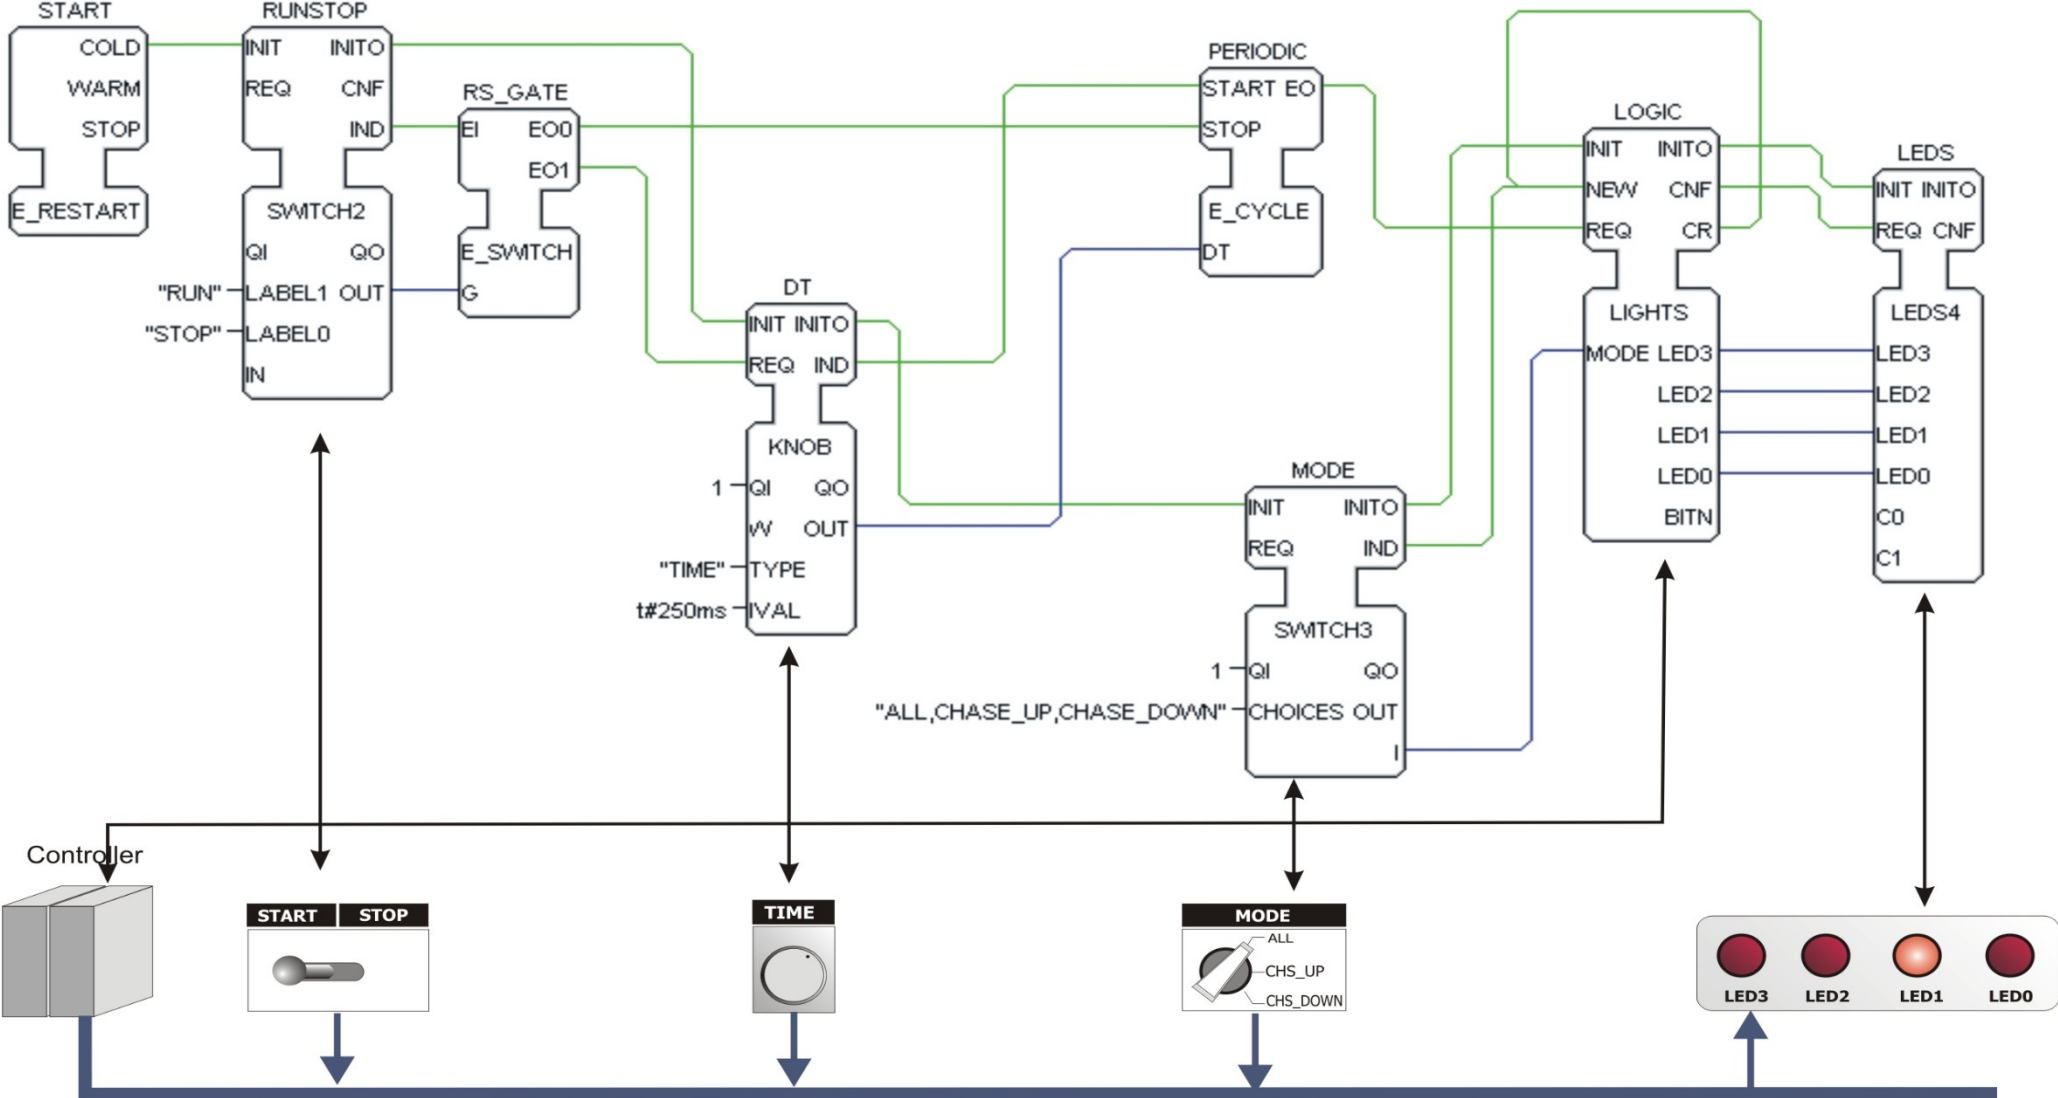 START
COLD
WARM
STOP
E_RESTART
RUNSTOP
INIT INITO
REQ CNF
IND
SWITCH2
QI QO
"RUN" LABEL1 OUT
"STOP" LABEL0
IN
RS_GATE
EI EO0
EO1
E_SWITCH
G
DT
INIT INITO
REQ IND
KNOB
1 QI QO
W OUT
"TIME" TYPE
t#250ms IVAL
PERIODIC
START EO
STOP
E_CYCLE
DT
MODE
INIT INITO
REQ IND
SWITCH3
1 QI QO
"ALL,CHASE_UP,CHASE_DOWN" CHOICES OUT
I
LOGIC
INIT INITO
NEW CNF
REQ CR
LIGHTS
MODE LED3
LED2
LED1
LED0
BITN
LEDS
INIT INITO
REQ CNF
LEDS4
LED3
LED2
LED1
LED0
C0
C1
Controller
START STOP
TIME
MODE
ALL
CHS_UP
CHS_DOWN
LED3 LED2 LED1 LED0